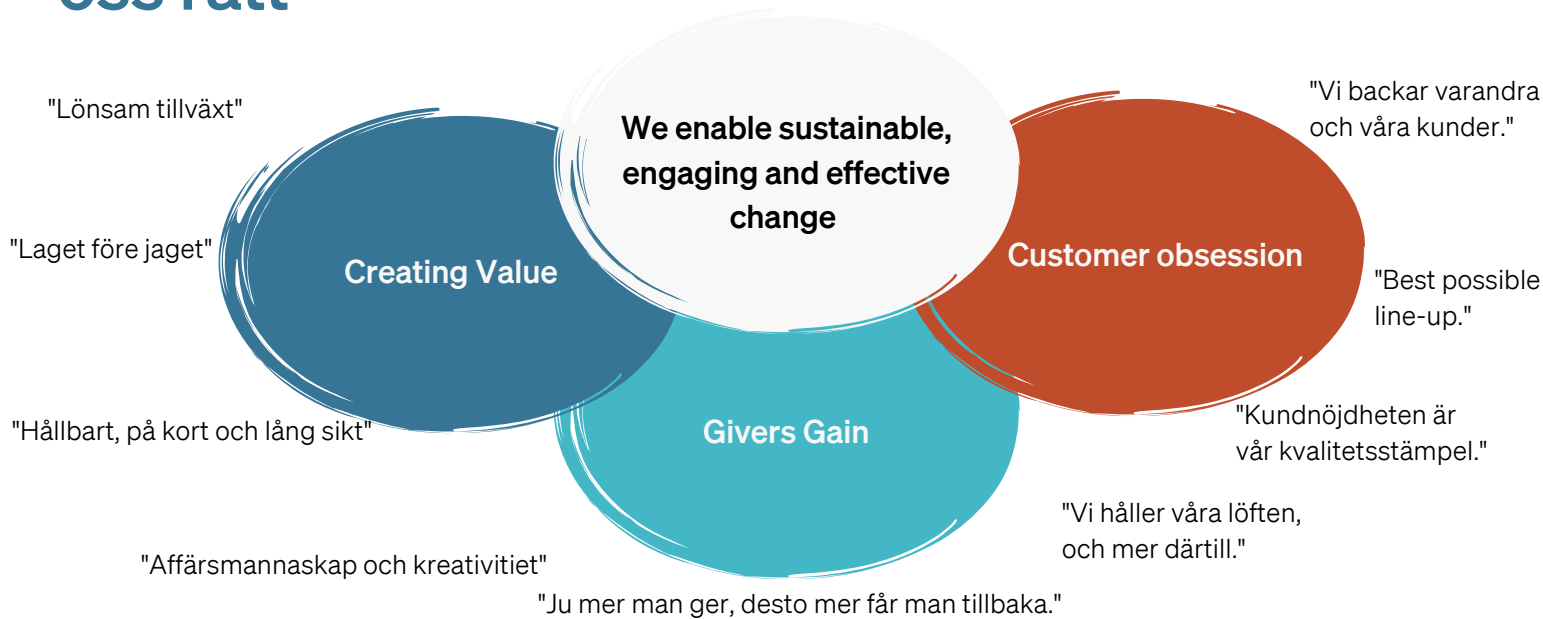 oss rätt
"Lönsam tillväxt"
"Laget före jaget"
"Hållbart, på kort och lång sikt"
"Affärsmannaskap och kreativitiet"
Creating Value
We enable sustainable,
engaging and effective
change
Givers Gain
"Ju mer man ger, desto mer får man tillbaka."
Customer obsession
"Vi backar varandra
och våra kunder."
"Best possible
line-up."
"Kundnöjdheten är
vår kvalitetsstämpel."
"Vi håller våra löften,
och mer därtill."